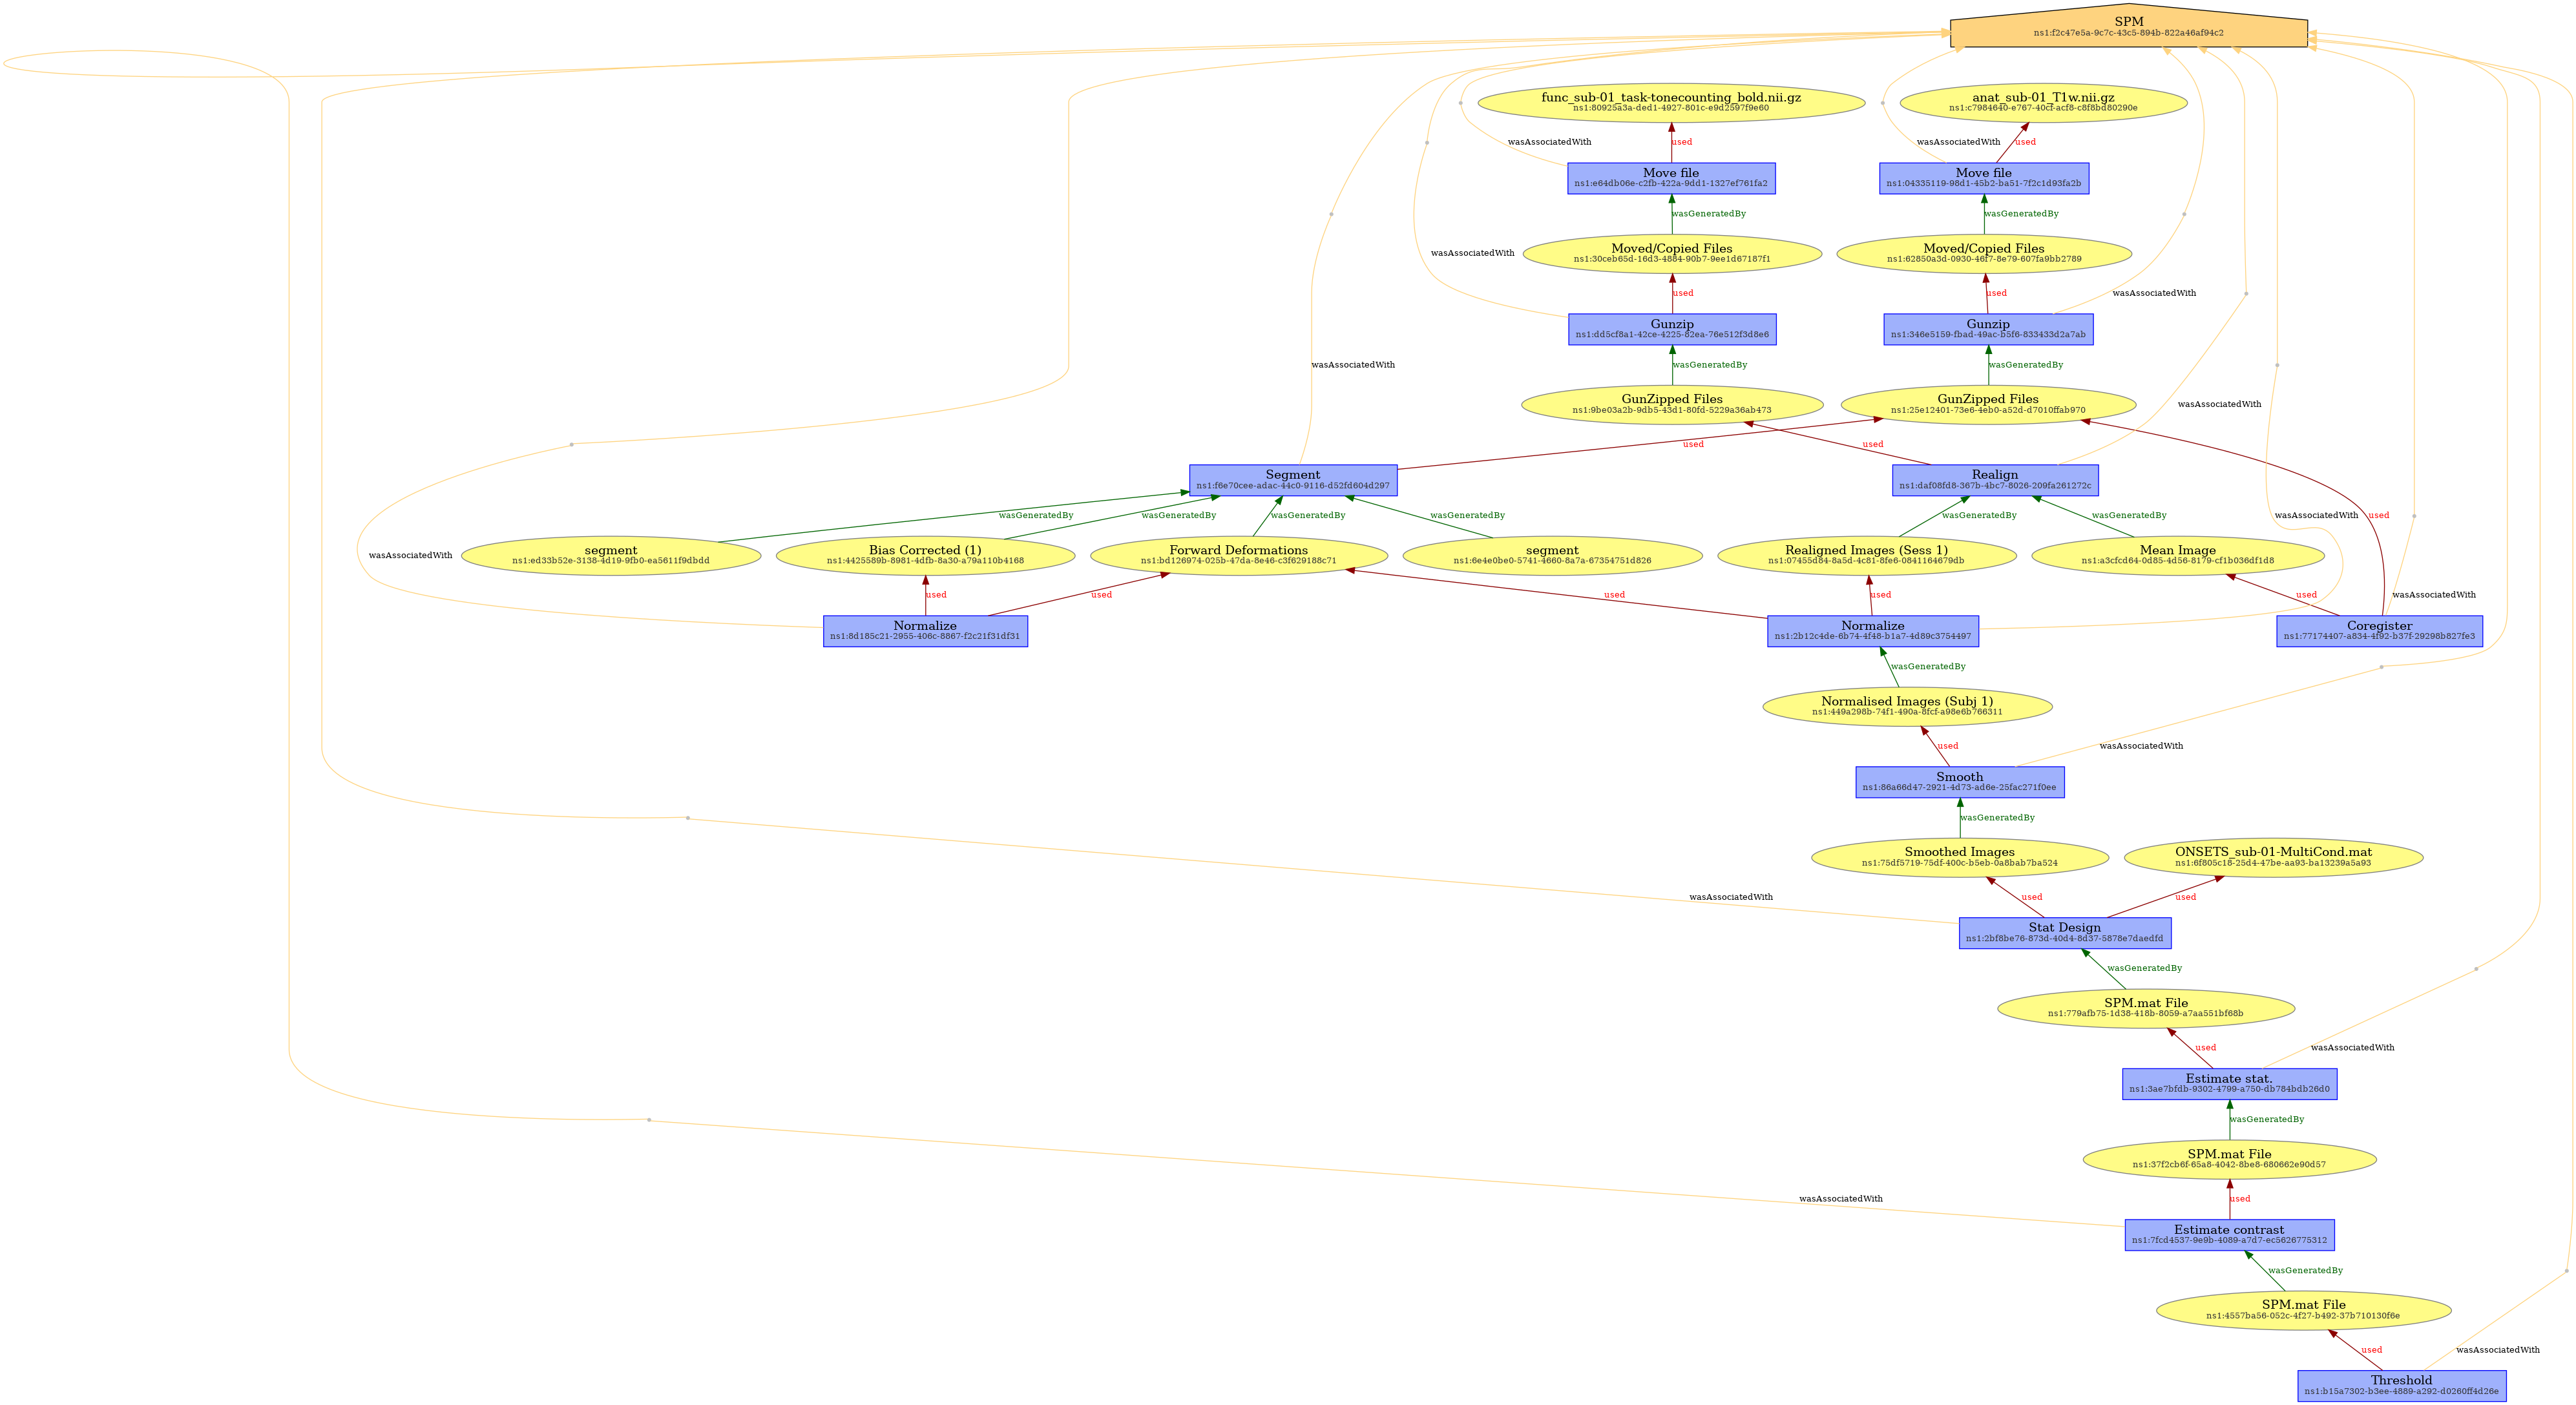 SPM
ns1:f2c47e5a-9c7c-43c5-894b-822a46af94c2
func_sub-01_task-tonecounting_bold.nii.gz
ns1:80925a3a-ded1-4927-801c-e9d2597f9e60
anat_sub-01_T1w.nii.gz
ns1:c7984640-e767-40cf-acf8-c8f8bd80290e
wasAssociatedWith
used
wasAssociatedWith
used
Move file
ns1:e64db06e-c2fb-422a-9dd1-1327ef761fa2
Move file
ns1:04335119-98d1-45b2-ba51-7f2c1d93fa2b
wasGeneratedBy
wasGeneratedBy
wasAssociatedWith
Moved/Copied Files
ns1:30ceb65d-16d3-4884-90b7-9ee1d67187f1
Moved/Copied Files
ns1:62850a3d-0930-46f7-8e79-607fa9bb2789
used
used
wasAssociatedWith
Gunzip
ns1:dd5cf8a1-42ce-4225-82ea-76e512f3d8e6
Gunzip
ns1:346e5159-fbad-49ac-b5f6-833433d2a7ab
wasAssociatedWith
wasGeneratedBy
wasGeneratedBy
GunZipped Files
ns1:9be03a2b-9db5-43d1-80fd-5229a36ab473
GunZipped Files
ns1:25e12401-73e6-4eb0-a52d-d7010ffab970
wasAssociatedWith
used
used
Segment
ns1:f6e70cee-adac-44c0-9116-d52fd604d297
Realign
ns1:daf08fd8-367b-4bc7-8026-209fa261272c
wasGeneratedBy
wasGeneratedBy
wasGeneratedBy
wasGeneratedBy
wasGeneratedBy
wasGeneratedBy
wasAssociatedWith
used
wasAssociatedWith
segment
ns1:ed33b52e-3138-4d19-9fb0-ea5611f9dbdd
Bias Corrected (1)
ns1:4425589b-8981-4dfb-8a30-a79a110b4168
Forward Deformations
ns1:bd126974-025b-47da-8e46-c3f629188c71
segment
ns1:6e4e0be0-5741-4660-8a7a-67354751d826
Realigned Images (Sess 1)
ns1:07455d84-8a5d-4c81-8fe6-0841164679db
Mean Image
ns1:a3cfcd64-0d85-4d56-8179-cf1b036df1d8
used
used
used
used
used
wasAssociatedWith
Normalize
ns1:8d185c21-2955-406c-8867-f2c21f31df31
Normalize
ns1:2b12c4de-6b74-4f48-b1a7-4d89c3754497
Coregister
ns1:77174407-a834-4f92-b37f-29298b827fe3
wasGeneratedBy
Normalised Images (Subj 1)
ns1:449a298b-74f1-490a-8fcf-a98e6b766311
used
wasAssociatedWith
Smooth
ns1:86a66d47-2921-4d73-ad6e-25fac271f0ee
wasGeneratedBy
Smoothed Images
ns1:75df5719-75df-400c-b5eb-0a8bab7ba524
ONSETS_sub-01-MultiCond.mat
ns1:6f805c18-25d4-47be-aa93-ba13239a5a93
wasAssociatedWith
used
used
Stat Design
ns1:2bf8be76-873d-40d4-8d37-5878e7daedfd
wasGeneratedBy
SPM.mat File
ns1:779afb75-1d38-418b-8059-a7aa551bf68b
used
wasAssociatedWith
Estimate stat.
ns1:3ae7bfdb-9302-4799-a750-db784bdb26d0
wasGeneratedBy
SPM.mat File
ns1:37f2cb6f-65a8-4042-8be8-680662e90d57
wasAssociatedWith
used
Estimate contrast
ns1:7fcd4537-9e9b-4089-a7d7-ec5626775312
wasGeneratedBy
SPM.mat File
ns1:4557ba56-052c-4f27-b492-37b710130f6e
used
wasAssociatedWith
Threshold
ns1:b15a7302-b3ee-4889-a292-d0260ff4d26e